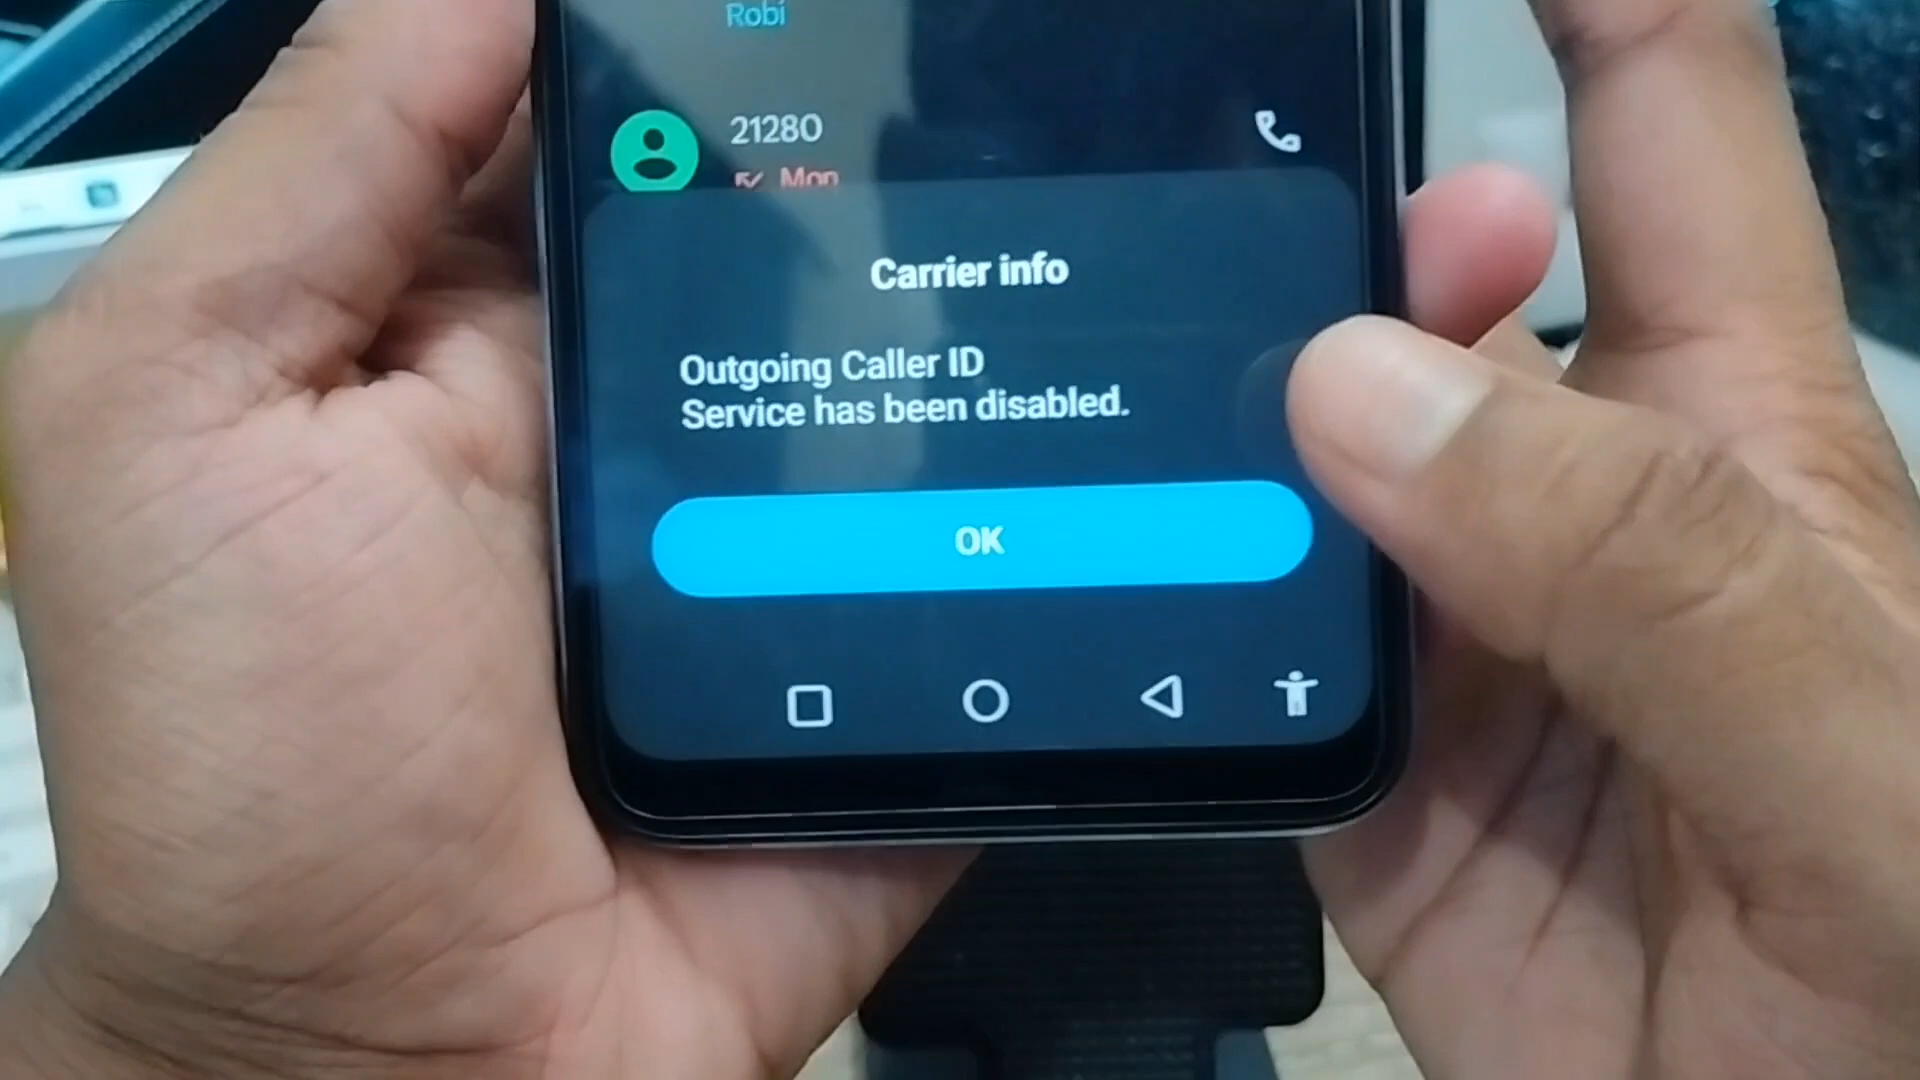 Robi
21280
Mon
Carrier info
Outgoing Caller ID
Service has been disabled.
OK